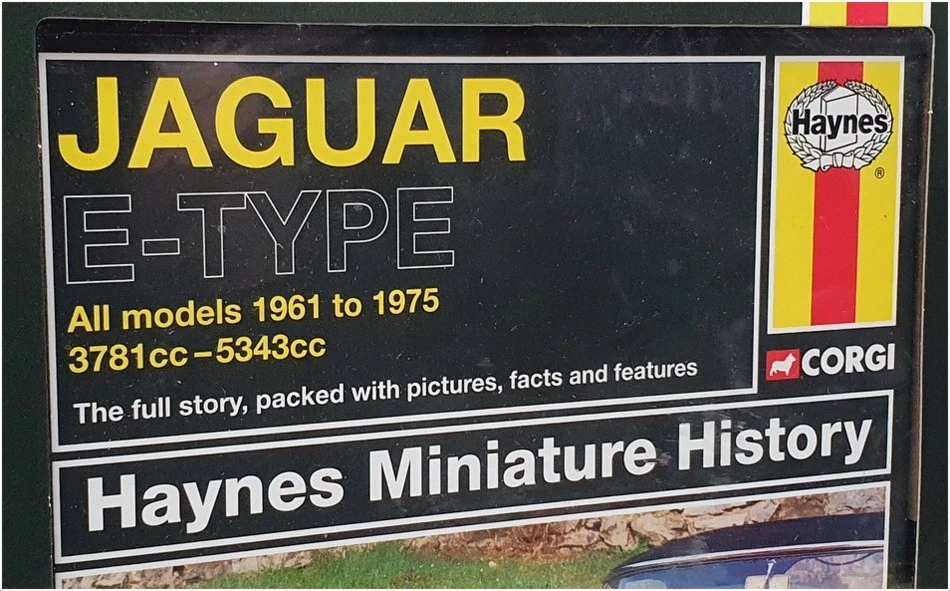 JAGUAR
E-TYPE
All models 1961 to 1975
3781cc – 5343cc
The full story, packed with pictures, facts and features
Haynes
®
CORGI
Haynes Miniature History